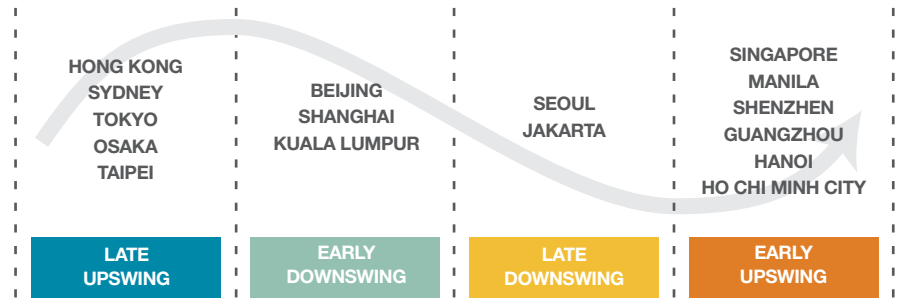 HONG KONG
SYDNEY
TOKYO
OSAKA
TAIPEI
LATE
UPSWING
BEIJING
SHANGHAI
KUALA LUMPUR
EARLY
DOWNSWING
SEOUL
JAKARTA
LATE
DOWNSWING
SINGAPORE
MANILA
SHENZHEN
GUANGZHOU
HANOI
HO CHI MINH CITY
EARLY
UPSWING